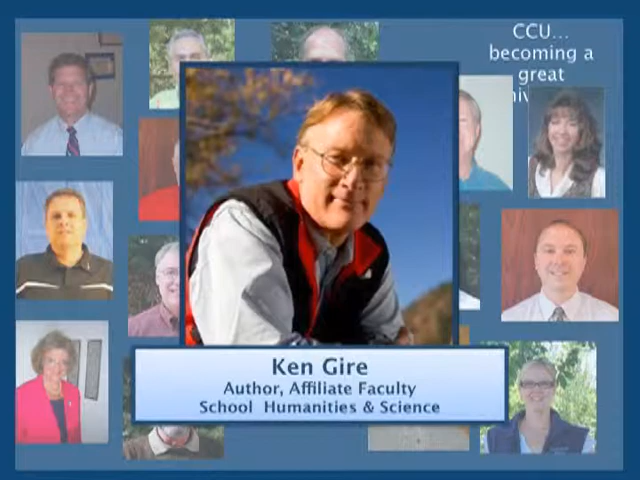 CCU...
becoming a
great
Ken Gire
Author, Affiliate Faculty
School Humanities & Science